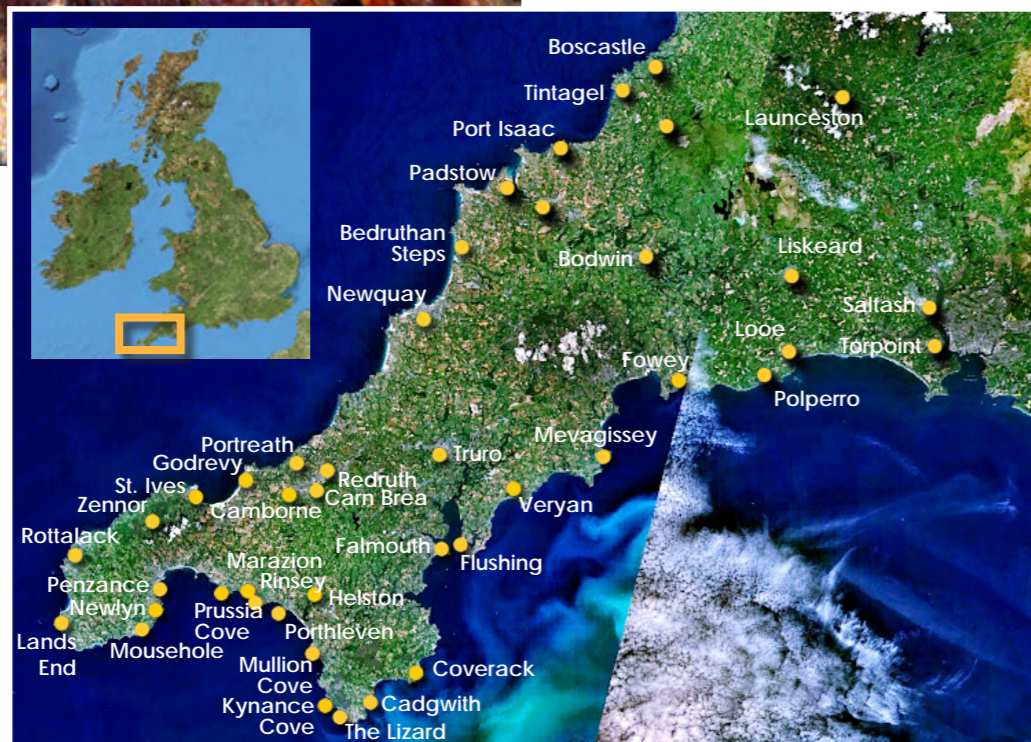 Boscastle
Tintagel
Launceston
Port Isaac
Padstow
Bedruthan
Steps
Bodwin
Liskeard
Newquay
Saltash
Looe
Torpoint
Fowey
Polperro
Mevagissey
Portreath
Truro
Godrevy
Redruth
St. Ives
Carn Brea
Camborne
Veryan
Zennor
Rottalack
Falmouth
Flushing
Marazion
Penzance
Rinsey
Helston
Newlyn
Prussia
Cove
Porthleven
Lands
End
Mousehole
Mullion
Cove
Coverack
Kynance
Cove
Cadgwith
The Lizard